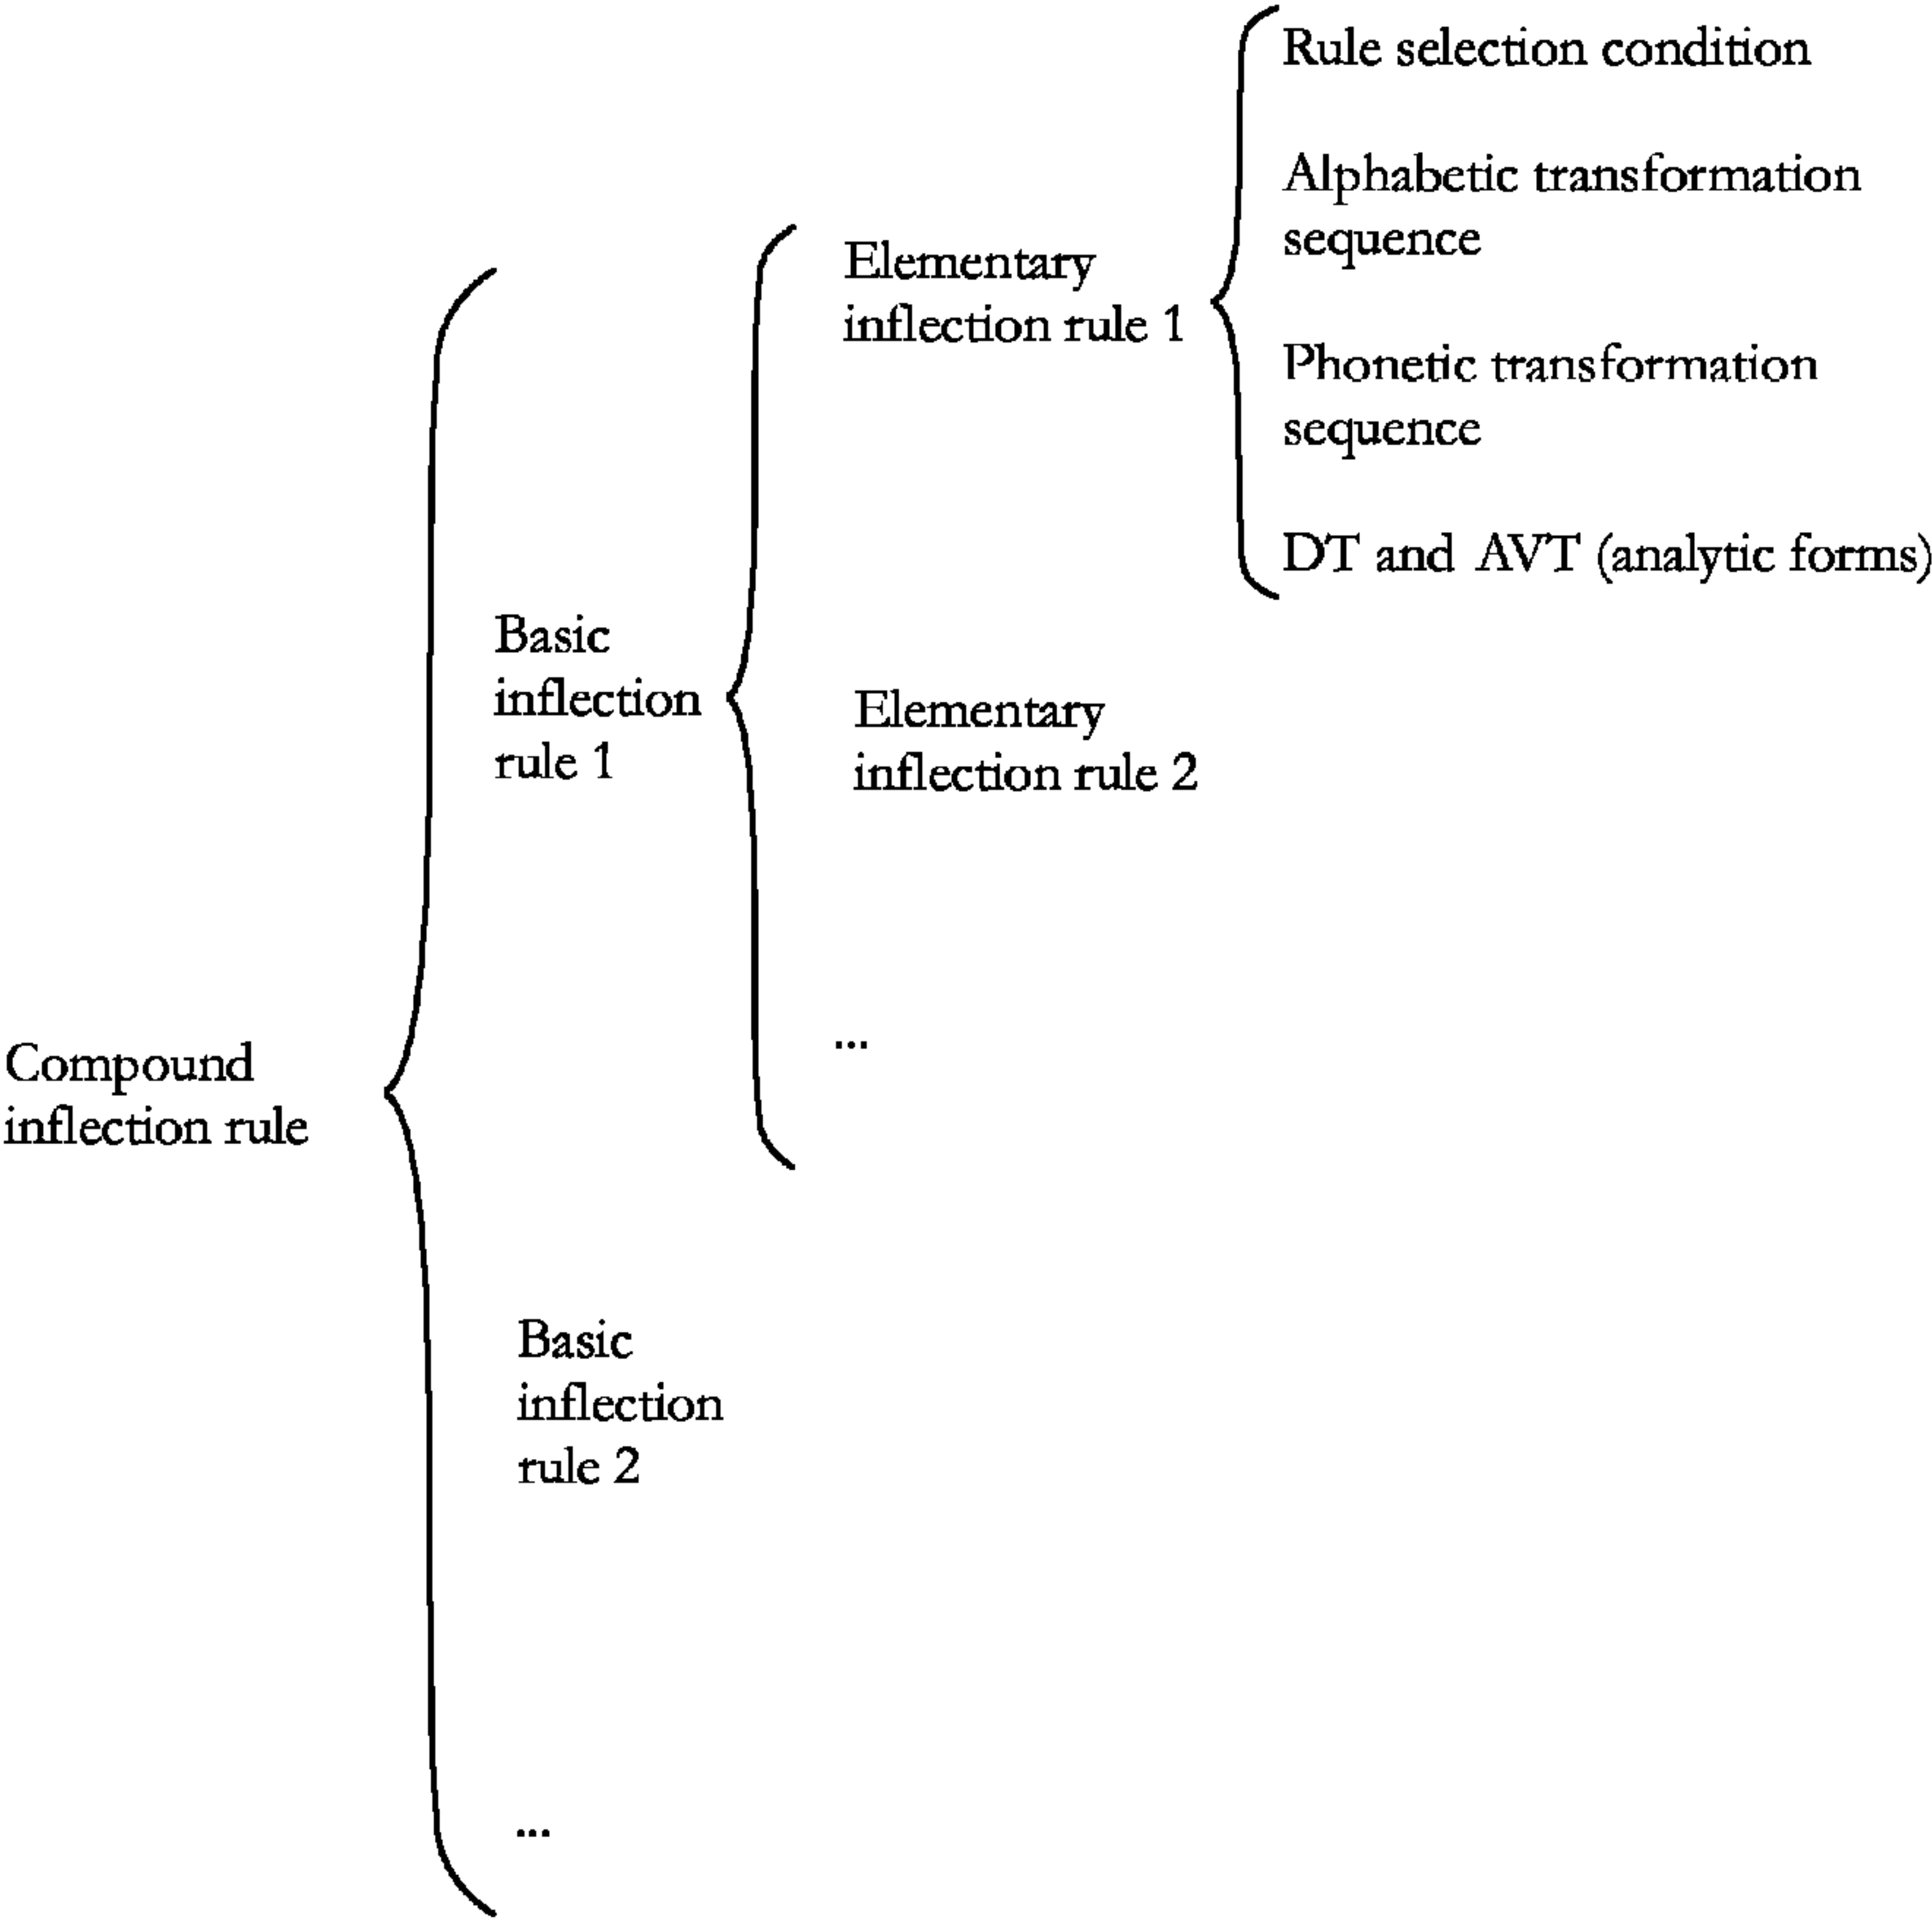 Rule selection condition
Alphabetic transformation
sequence
Elementary
inflection rule 1
Phonetic transformation
sequence
DT and AVT (analytic forms)
Basic
inflection
rule 1
Elementary
inflection rule 2
...
Compound
inflection rule
Basic
inflection
rule 2
...